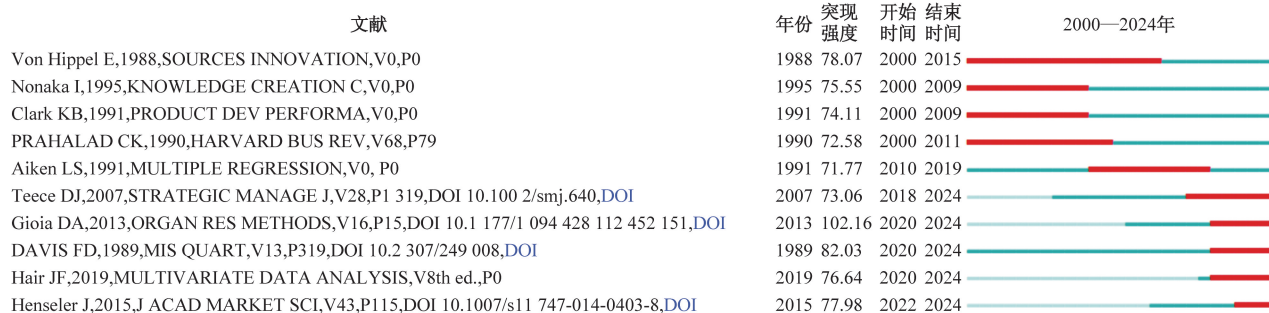 文献 年份 突现强度 开始时间 结束时间 2000—2024年
Von Hippel E,1988,SOURCES INNOVATION,V0,P0 1988 78.07 2000 2015
Nonaka I,1995,KNOWLEDGE CREATION C,V0,P0 1995 75.55 2000 2009
Clark KB,1991,PRODUCT DEV PERFORMA,V0,P0 1991 74.11 2000 2009
PRAHALAD CK,1990,HARVARD BUS REV,V68,P79 1990 72.58 2000 2011
Aiken LS,1991,MULTIPLE REGRESSION,V0, P0 1991 71.77 2010 2019
Teece DJ,2007,STRATEGIC MANAGE J,V28,P1 319,DOI 10.100 2/smj.640,DOI 2007 73.06 2018 2024
Gioia DA,2013,ORGAN RES METHODS,V16,P15,DOI 10.1 177/1 094 428 112 452 151,DOI 2013 102.16 2020 2024
DAVIS FD,1989,MIS QUART,V13,P319,DOI 10.2 307/249 008,DOI 1989 82.03 2020 2024
Hair JF,2019,MULTIVARIATE DATA ANALYSIS,V8th ed.,P0 2019 76.64 2020 2024
Henseler J,2015,J ACAD MARKET SCI,V43,P115,DOI 10.1007/s11 747-014-0403-8,DOI 2015 77.98 2022 2024